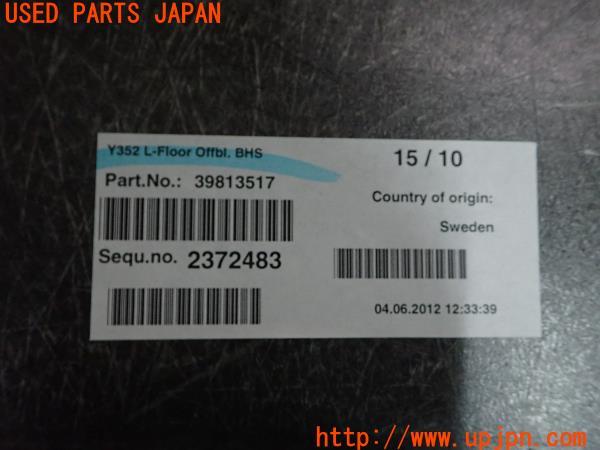 USED PARTS JAPAN
Y352 L-Floor Offbl. BHS
15 / 10
Part.No.: 39813517
Country of origin:
Sweden
Sequ.no. 2372483
04.06.2012 12:33:39
http://www.upjpn.com/